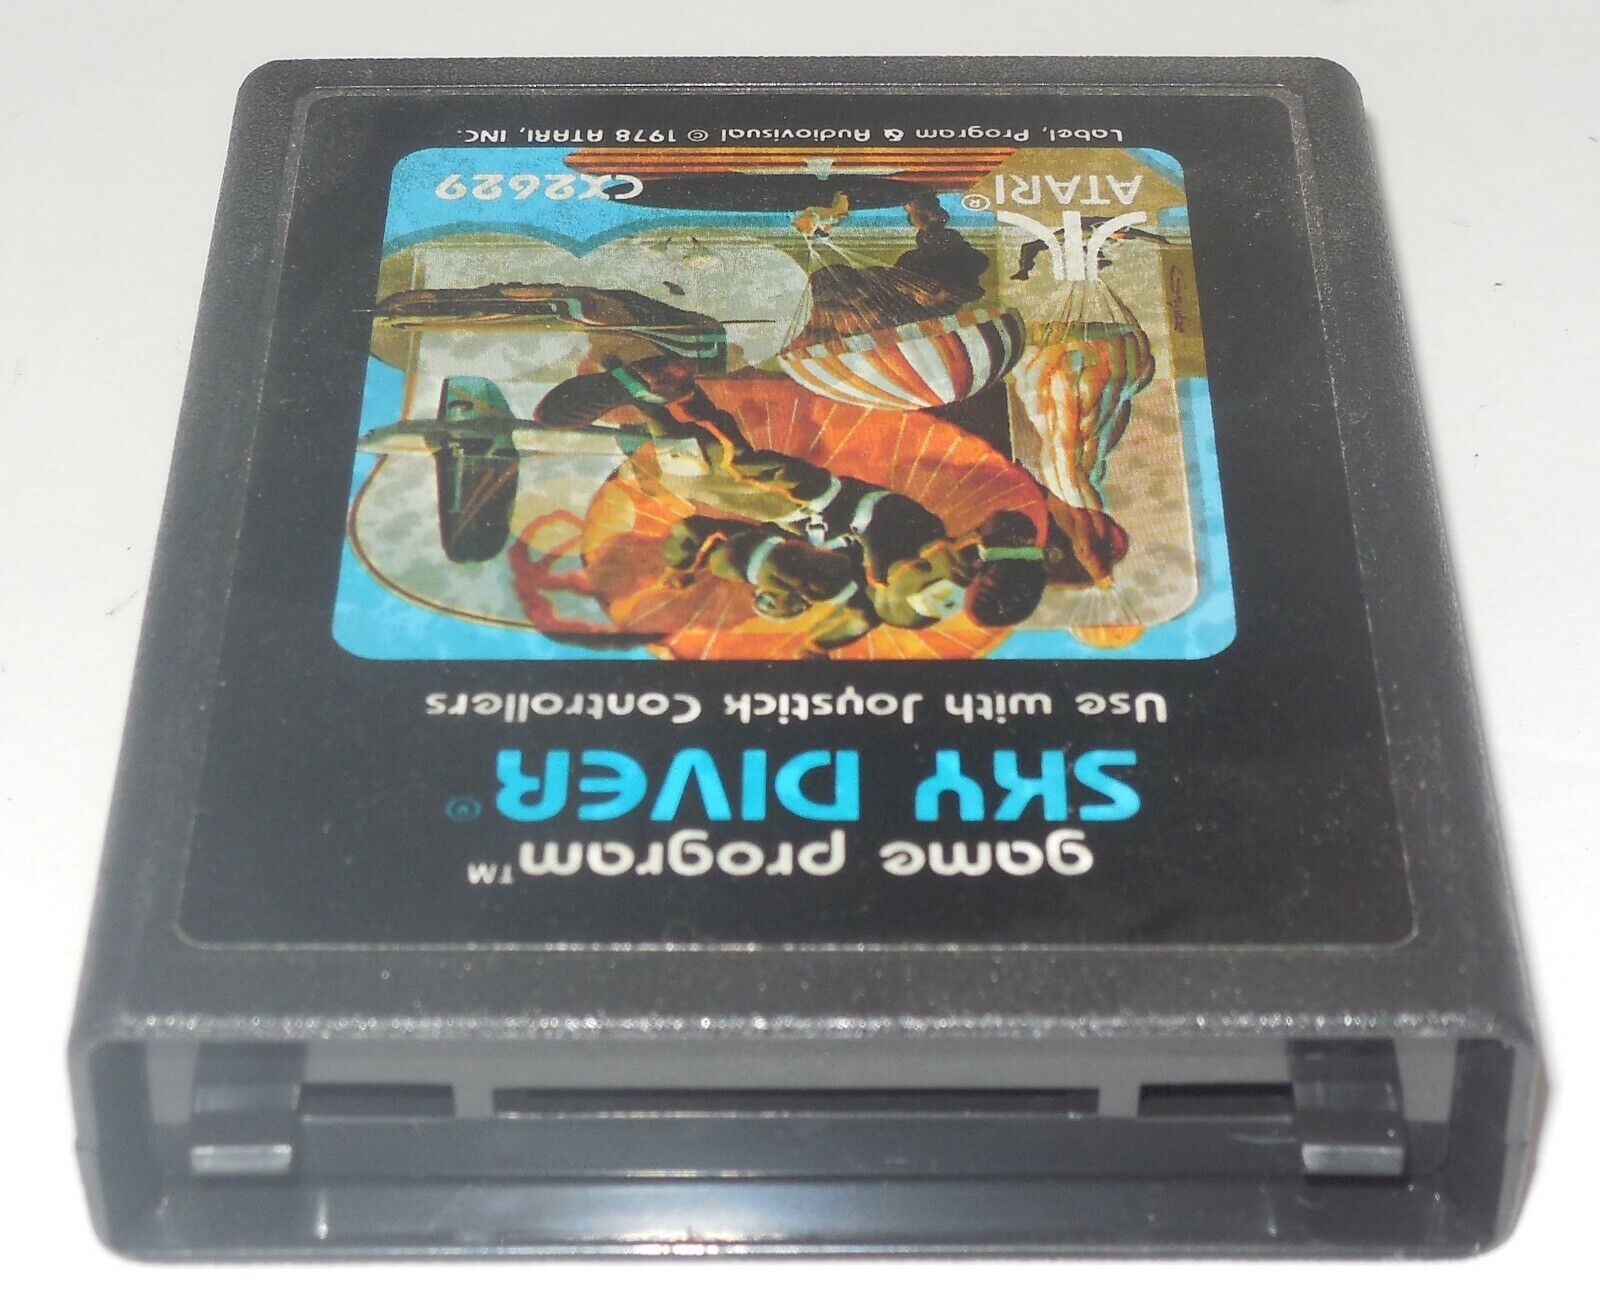 game program™
SKY DIVER®
Use with Joystick Controllers
ATARI®
CX2629
Label, Program & Audiovisual © 1978 ATARI, INC.